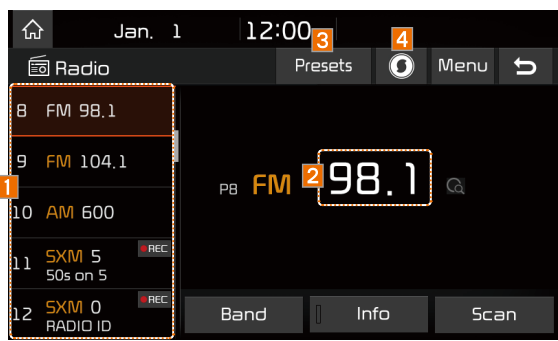 Jan. 1 12:00
3
4
Radio Presets Menu
8 FM 98.1
9 FM 104.1
1
10 AM 600
11 SXM 5 REC
50s on 5
12 SXM 0 REC
RADIO ID
P8 FM 2 98.1
Band Info Scan